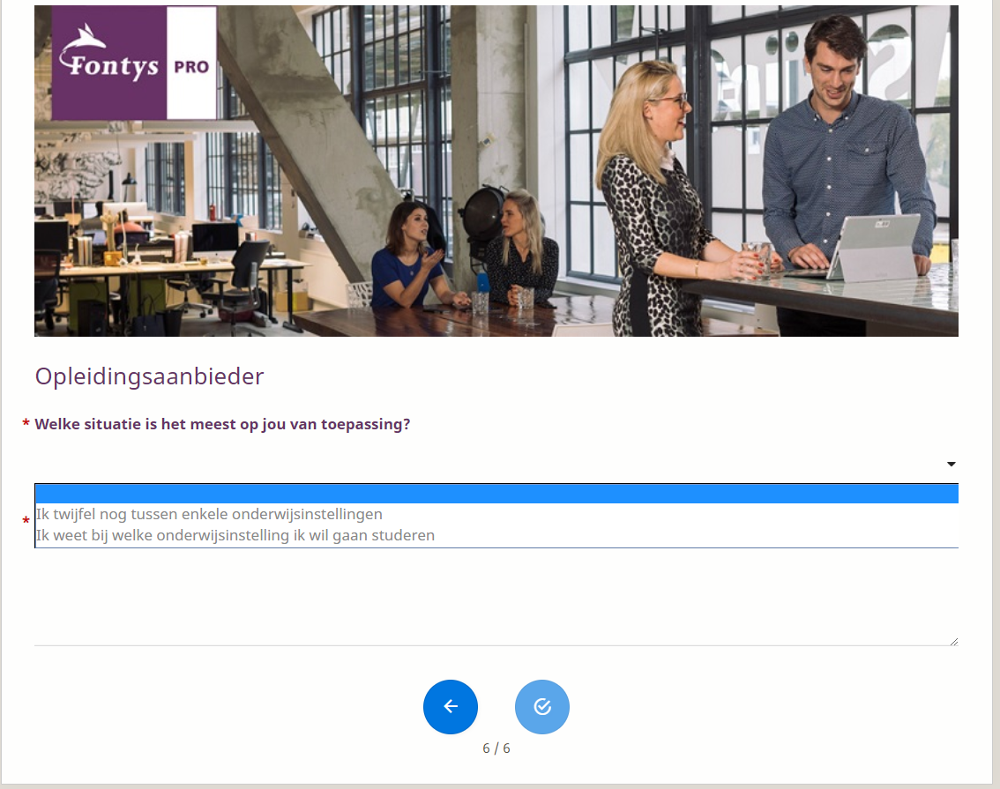 Fontys
PRO
Opleidingsaanbieder
* Welke situatie is het meest op jou van toepassing?
Ik twijfel nog tussen enkele onderwijsinstellingen
*
Ik weet bij welke onderwijsinstelling ik wil gaan studeren
6 / 6